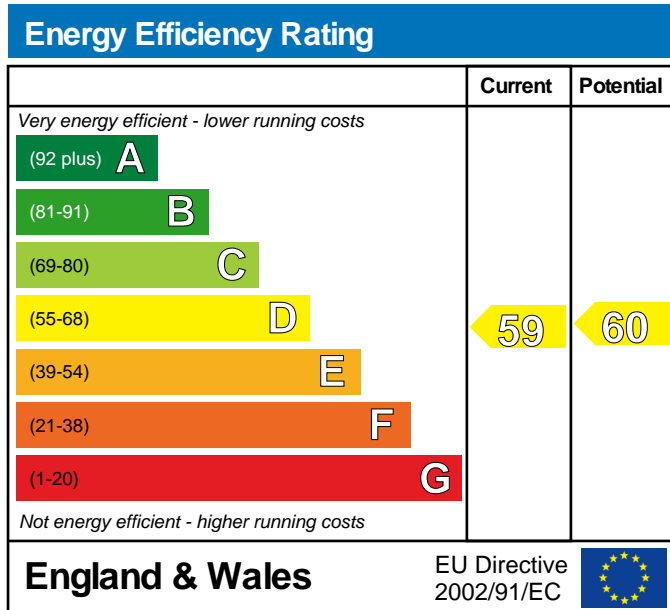 Energy Efficiency Rating
Current Potential
Very energy efficient - lower running costs
(92 plus) A
(81-91) B
(69-80) C
(55-68) D 59 60
(39-54) E
(21-38) F
(1-20) G
Not energy efficient - higher running costs
England & Wales
EU Directive
2002/91/EC